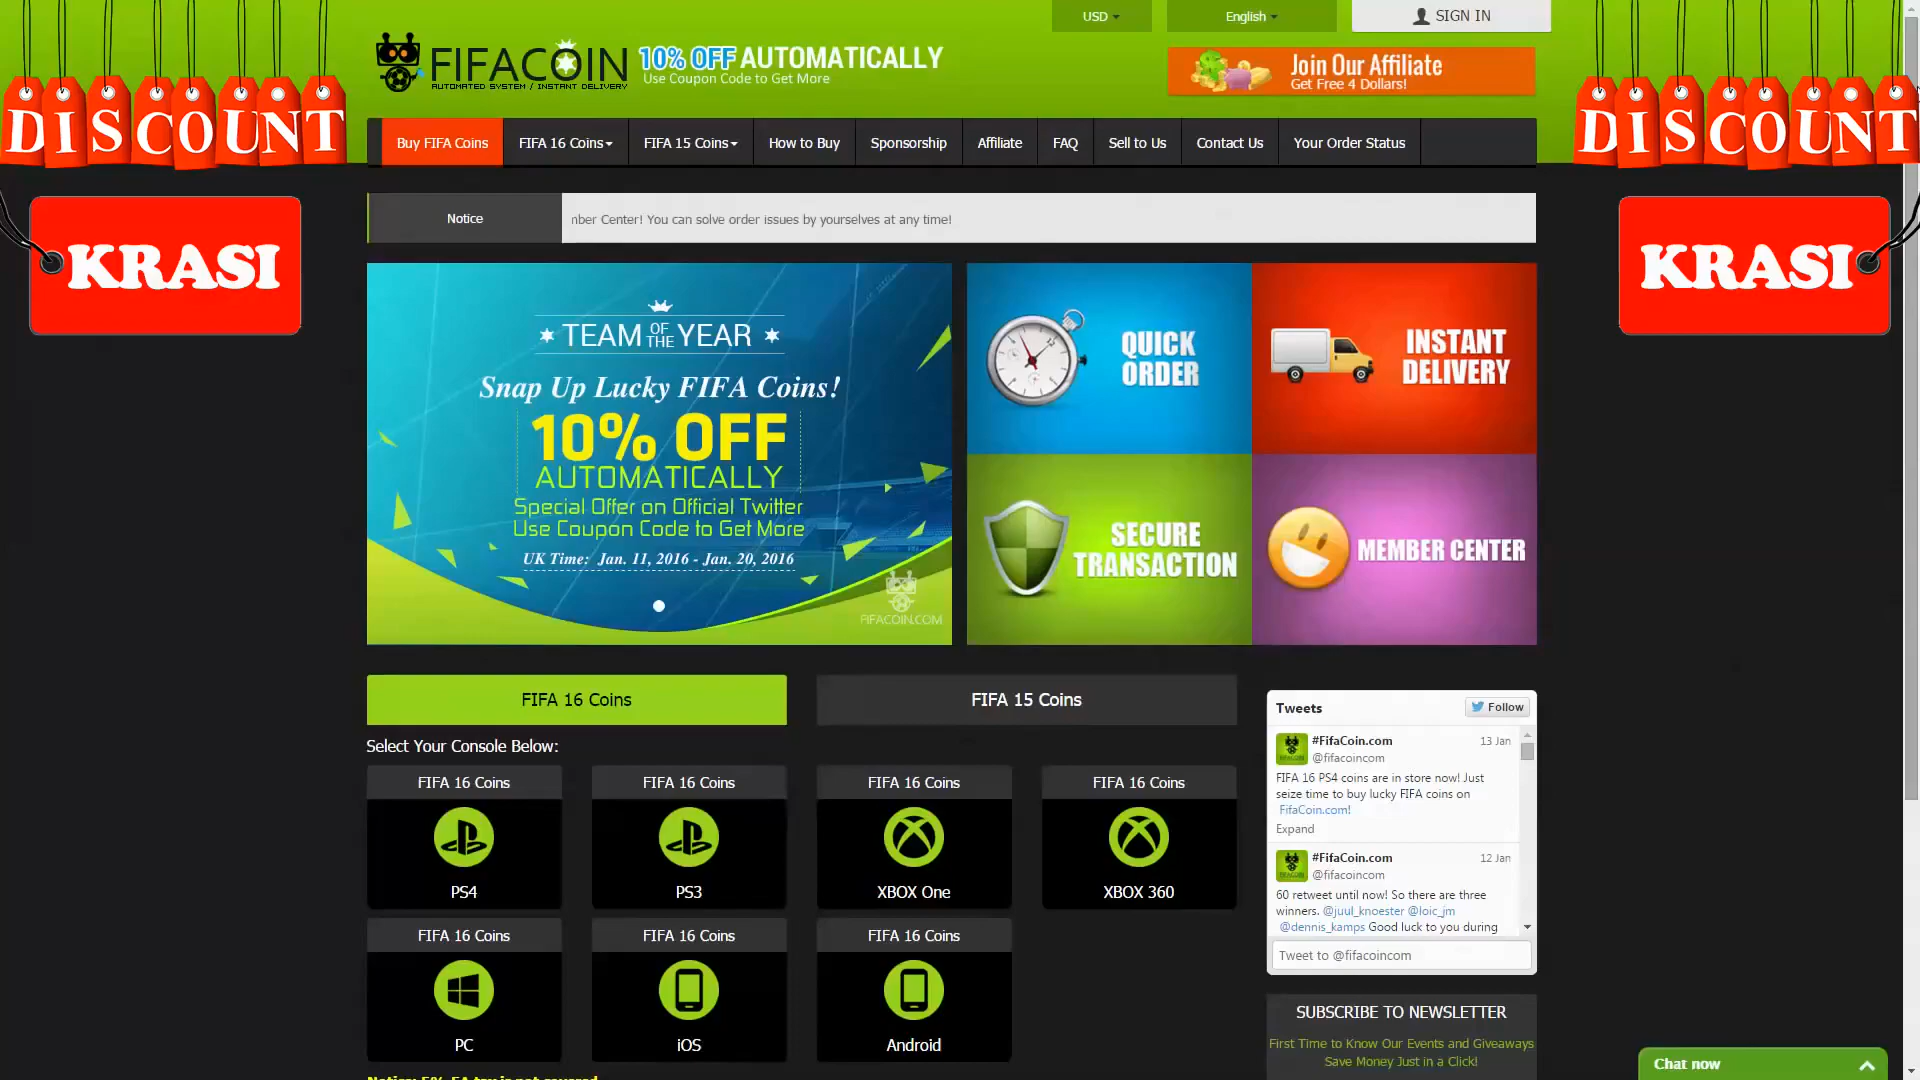 DISCOUNT
KRASI
USD
English
SIGN IN
FIFACOIN
AUTOMATED SYSTEM / INSTANT DELIVERY
10% OFF AUTOMATICALLY
Use Coupon Code to Get More
Join Our Affiliate
Get Free 4 Dollars!
DISCOUNT
KRASI
Buy FIFA Coins
FIFA 16 Coins
FIFA 15 Coins
How to Buy
Sponsorship
Affiliate
FAQ
Sell to Us
Contact Us
Your Order Status
Notice
nber Center! You can solve order issues by yourselves at any time!
TEAM OF THE YEAR
Snap Up Lucky FIFA Coins!
10% OFF
AUTOMATICALLY
Special Offer on Official Twitter
Use Coupon Code to Get More
UK Time: Jan. 11, 2016 - Jan. 20, 2016
FIFACOIN.COM
QUICK
ORDER
INSTANT
DELIVERY
SECURE
TRANSACTION
MEMBER CENTER
FIFA 16 Coins
FIFA 15 Coins
Select Your Console Below:
FIFA 16 Coins
PS4
FIFA 16 Coins
PS3
FIFA 16 Coins
XBOX One
FIFA 16 Coins
XBOX 360
FIFA 16 Coins
PC
FIFA 16 Coins
iOS
FIFA 16 Coins
Android
Tweets
Follow
#FifaCoin.com
13 Jan
@fifacoincom
FIFA 16 PS4 coins are in store now! Just
seize time to buy lucky FIFA coins on
FifaCoin.com!
Expand
#FifaCoin.com
12 Jan
@fifacoincom
60 retweet until now! So there are three
winners. @juul_knoester @loic_jm
@dennis_kamps Good luck to you during
Tweet to @fifacoincom
SUBSCRIBE TO NEWSLETTER
First Time to Know Our Events and Giveaways
Save Money Just in a Click!
Chat now